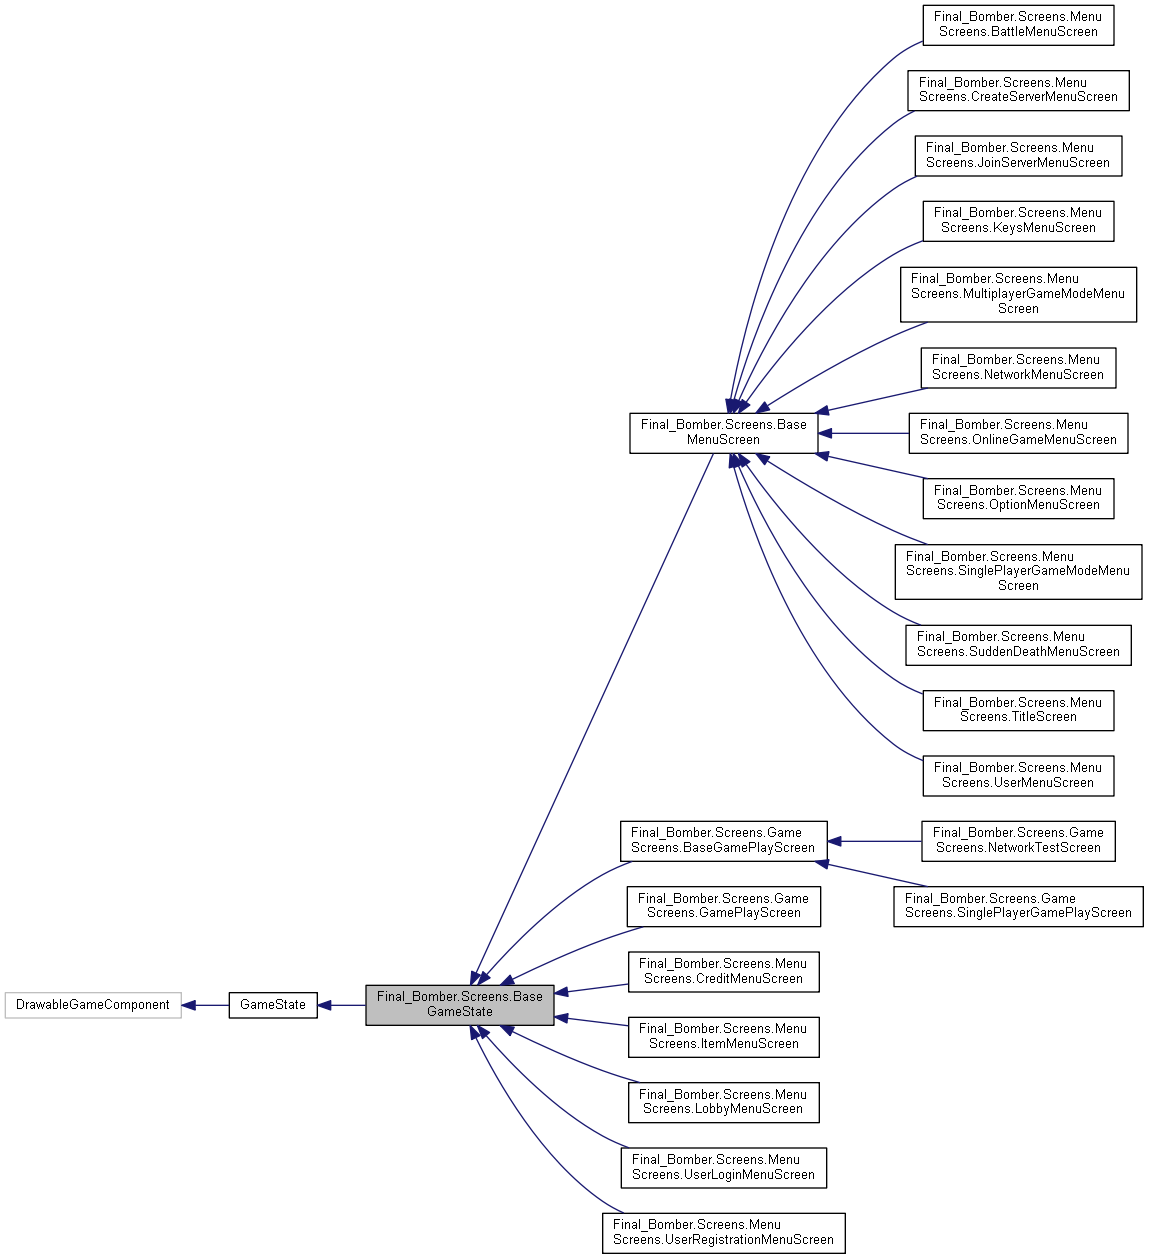 Final_Bomber.Screens.Menu
Screens.BattleMenuScreen
Final_Bomber.Screens.Menu
Screens.CreateServerMenuScreen
Final_Bomber.Screens.Menu
Screens.JoinServerMenuScreen
Final_Bomber.Screens.Menu
Screens.KeysMenuScreen
Final_Bomber.Screens.Menu
Screens.MultiplayerGameModeMenu
Screen
Final_Bomber.Screens.Menu
Screens.NetworkMenuScreen
Final_Bomber.Screens.Base
MenuScreen
Final_Bomber.Screens.Menu
Screens.OnlineGameMenuScreen
Final_Bomber.Screens.Menu
Screens.OptionMenuScreen
Final_Bomber.Screens.Menu
Screens.SinglePlayerGameModeMenu
Screen
Final_Bomber.Screens.Menu
Screens.SuddenDeathMenuScreen
Final_Bomber.Screens.Menu
Screens.TitleScreen
Final_Bomber.Screens.Menu
Screens.UserMenuScreen
Final_Bomber.Screens.Game
Screens.BaseGamePlayScreen
Final_Bomber.Screens.Game
Screens.NetworkTestScreen
Final_Bomber.Screens.Game
Screens.GamePlayScreen
Final_Bomber.Screens.Game
Screens.SinglePlayerGamePlayScreen
Final_Bomber.Screens.Menu
Screens.CreditMenuScreen
DrawableGameComponent
GameState
Final_Bomber.Screens.Base
GameState
Final_Bomber.Screens.Menu
Screens.ItemMenuScreen
Final_Bomber.Screens.Menu
Screens.LobbyMenuScreen
Final_Bomber.Screens.Menu
Screens.UserLoginMenuScreen
Final_Bomber.Screens.Menu
Screens.UserRegistrationMenuScreen